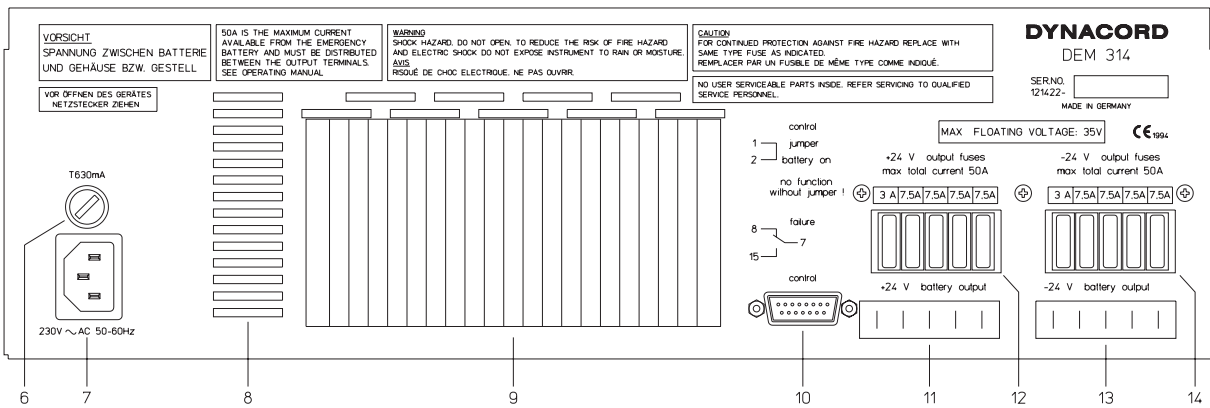 VORSICHT
SPANNUNG ZWISCHEN BATTERIE
UND GEHÄUSE BZW. GESTELL
VOR ÖFFNEN DES GERÄTES
NETZSTECKER ZIEHEN
50A IS THE MAXIMUM CURRENT
AVAILABLE FROM THE EMERGENCY
BATTERY AND MUST BE DISTRIBUTED
BETWEEN THE OUTPUT TERMINALS.
SEE OPERATING MANUAL
WARNING
SHOCK HAZARD. DO NOT OPEN. TO REDUCE THE RISK OF FIRE HAZARD
AND ELECTRIC SHOCK DO NOT EXPOSE INSTRUMENT TO RAIN OR MOISTURE.
AVIS
RISQUÉ DE CHOC ELECTRIQUE. NE PAS OUVRIR.
CAUTION
FOR CONTINUED PROTECTION AGAINST FIRE HAZARD REPLACE WITH
SAME TYPE FUSE AS INDICATED.
REMPLACER PAR UN FUSIBLE DE MÊME TYPE COMME INDIQUÉ.
NO USER SERVICEABLE PARTS INSIDE. REFER SERVICING TO QUALIFIED
SERVICE PERSONNEL.
DYNACORD
DEM 314
SER.NO.
121422-
MADE IN GERMANY
MAX FLOATING VOLTAGE: 35V
CE 1994
T630mA
230V ~ AC 50-60Hz
control
1 jumper
2 battery on
no function
without jumper !
failure
8
7
15
control
+24 V output fuses
max total current 50A
3 A 7.5A 7.5A 7.5A 7.5A
+24 V battery output
-24 V output fuses
max total current 50A
3 A 7.5A 7.5A 7.5A 7.5A
-24 V battery output
6 7 8 9 10 11 12 13 14